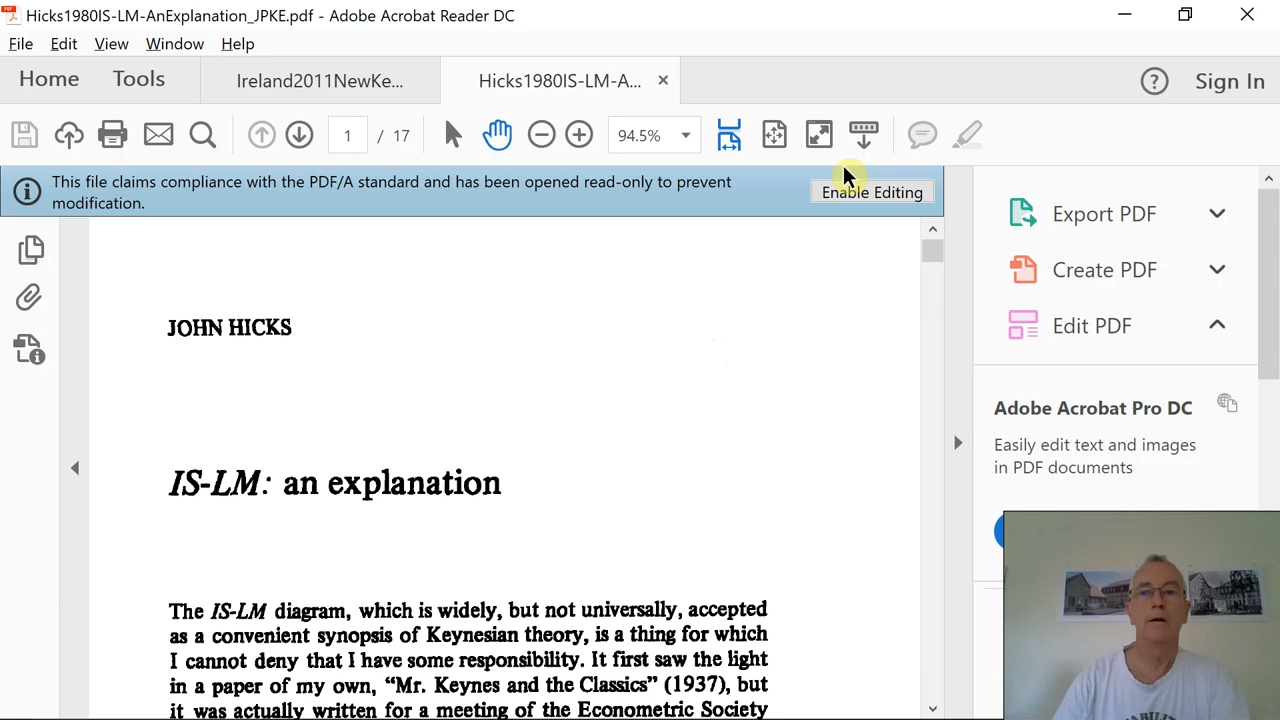 Hicks1980IS-LM-AnExplanation_JPKE.pdf - Adobe Acrobat Reader DC
File Edit View Window Help
Home Tools Ireland2011NewKe... Hicks1980IS-LM-A... Sign In
1 / 17 94.5%
This file claims compliance with the PDF/A standard and has been opened read-only to prevent
modification.
Enable Editing
Export PDF
Create PDF
Edit PDF
Adobe Acrobat Pro DC
Easily edit text and images
in PDF documents
JOHN HICKS
IS-LM: an explanation
The IS-LM diagram, which is widely, but not universally, accepted
as a convenient synopsis of Keynesian theory, is a thing for which
I cannot deny that I have some responsibility. It first saw the light
in a paper of my own, “Mr. Keynes and the Classics” (1937), but
it was actually written for a meeting of the Econometric Society